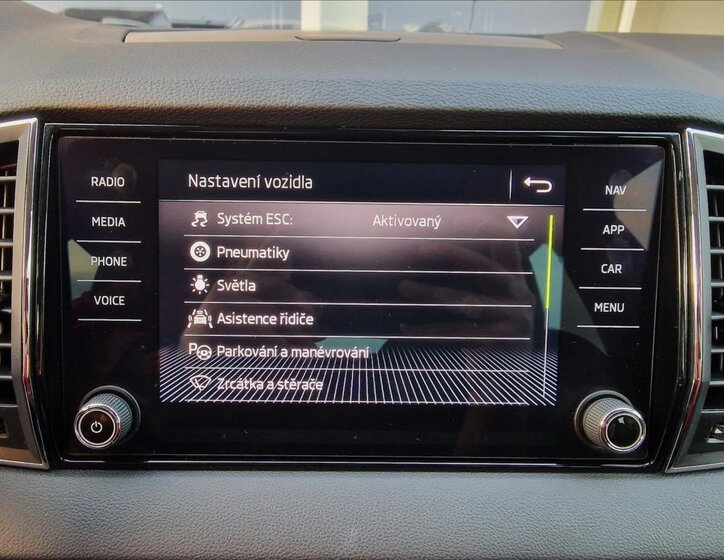 RADIO
MEDIA
PHONE
VOICE
Nastavení vozidla
Systém ESC: Aktivovaný
Pneumatiky
Světla
Asistence řidiče
P Parkování a manévrování
Zrcátka a stěrače
NAV
APP
CAR
MENU